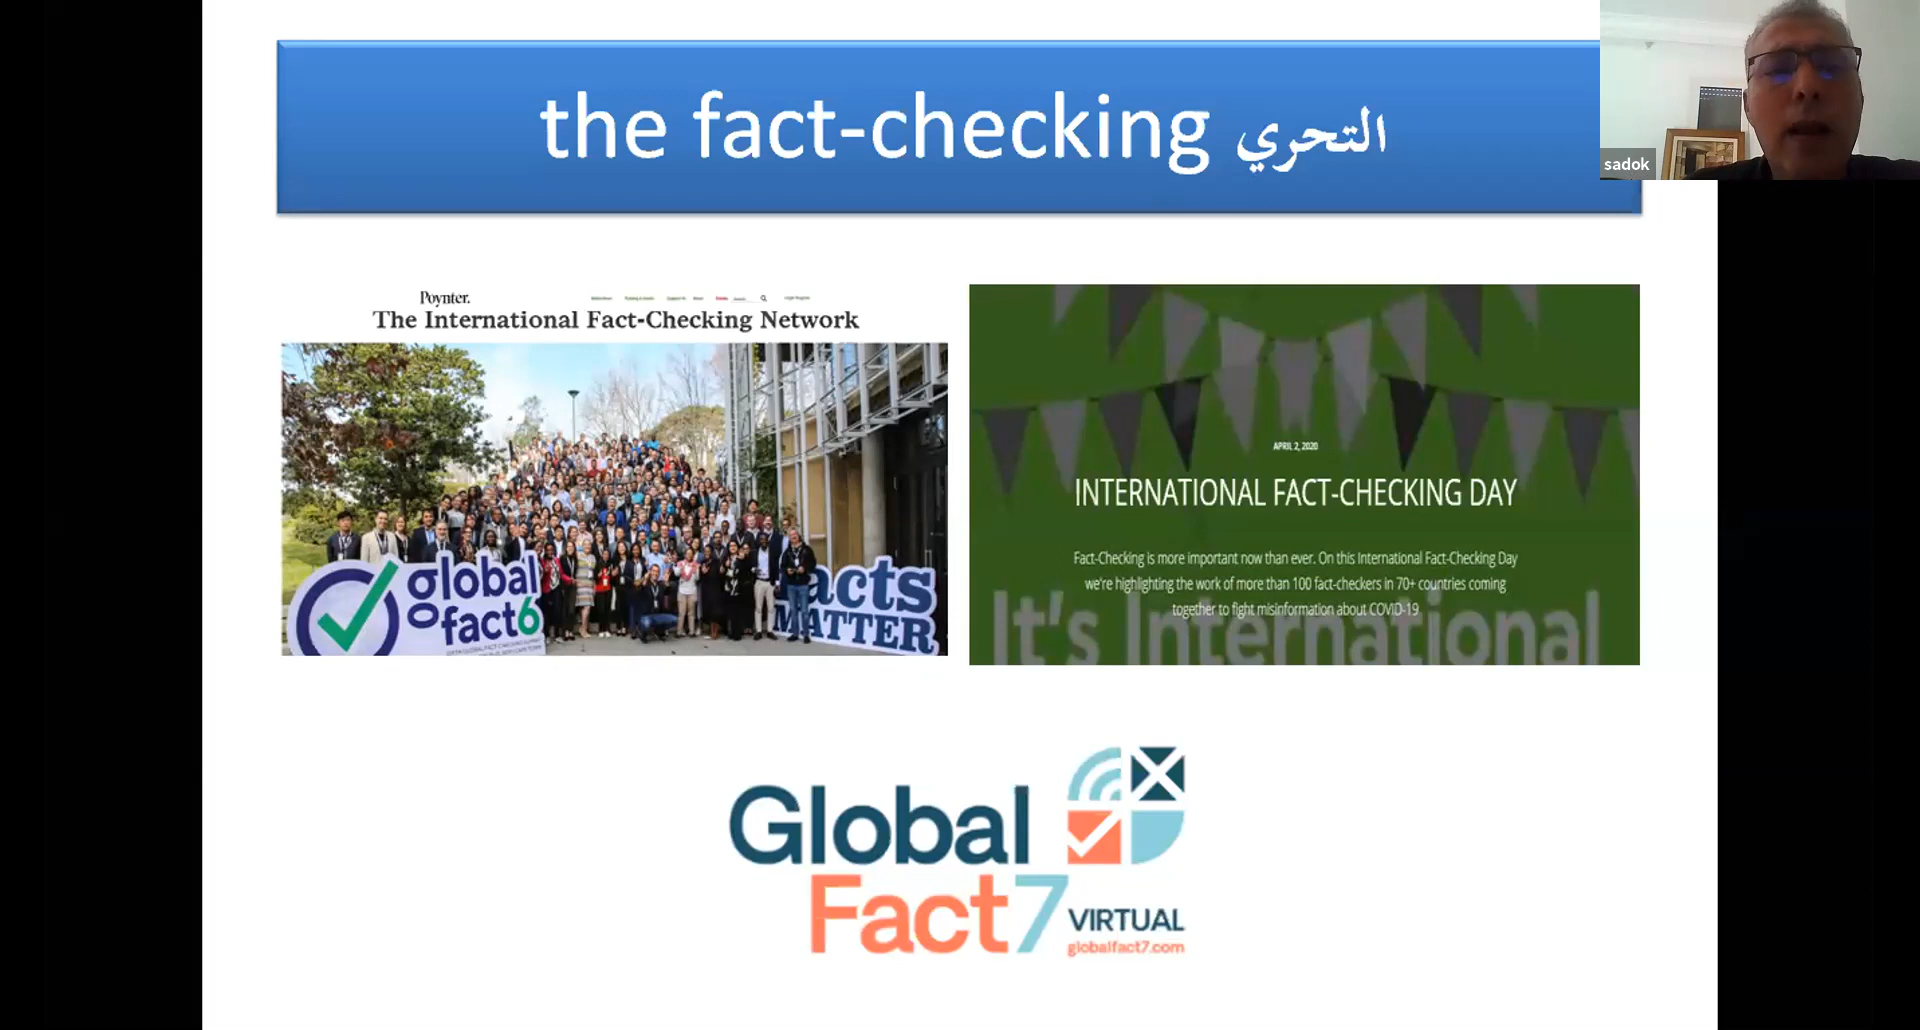 the fact-checking التحري
sadok
Poynter.
The International Fact-Checking Network
global
fact6
facts
MATTER
APRIL 2, 2020
INTERNATIONAL FACT-CHECKING DAY
Fact-Checking is more important now than ever. On this International Fact-Checking Day
we're highlighting the work of more than 100 fact-checkers in 70+ countries coming
together to fight misinformation about COVID-19
It's International
Global
Fact7 VIRTUAL
globalfact7.com